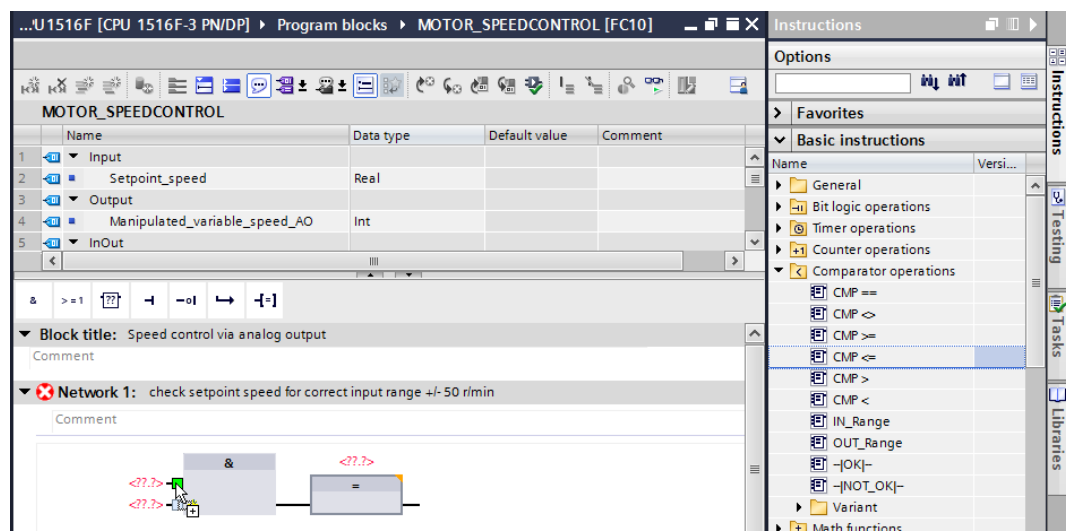 ...'U1516F [CPU 1516F-3 PN/DP] ▸ Program blocks ▸ MOTOR_SPEEDCONTROL [FC10]
Instructions
Options
MOTOR_SPEEDCONTROL
Name Data type Default value Comment
1 Input
2 Setpoint_speed Real
3 Output
4 Manipulated_variable_speed_AO Int
5 InOut
& >=1 ?? -| -o| -[=]
Block title: Speed control via analog output
Comment
Network 1: check setpoint speed for correct input range +/- 50 r/min
Comment
& <??.?>
<??.?> =
<??.?>
Favorites
Basic instructions
Name Versi...
General
Bit logic operations
Timer operations
Counter operations
Comparator operations
CMP ==
CMP <>
CMP >=
CMP <=
CMP >
CMP <
IN_Range
OUT_Range
-|OK|-
-|NOT_OK|-
Variant
Math functions
Instructions
Testing
Tasks
Libraries